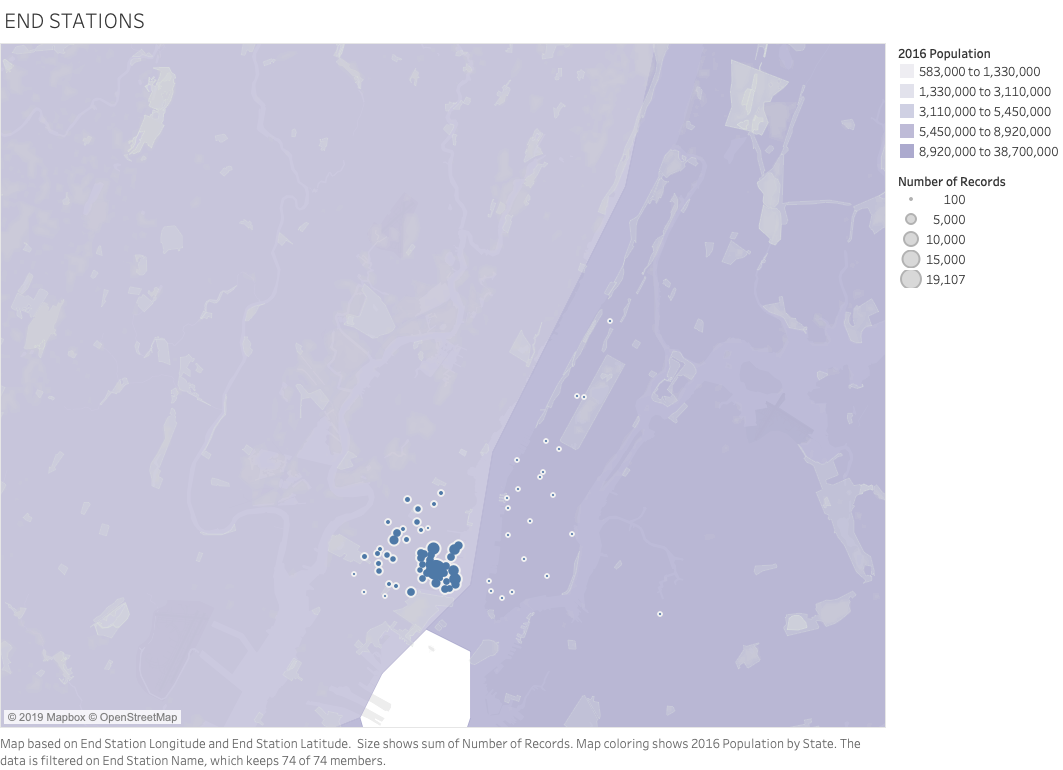 END STATIONS
2016 Population
583,000 to 1,330,000
1,330,000 to 3,110,000
3,110,000 to 5,450,000
5,450,000 to 8,920,000
8,920,000 to 38,700,000
Number of Records
100
5,000
10,000
15,000
19,107
© 2019 Mapbox © OpenStreetMap
Map based on End Station Longitude and End Station Latitude.  Size shows sum of Number of Records. Map coloring shows 2016 Population by State. The
data is filtered on End Station Name, which keeps 74 of 74 members.